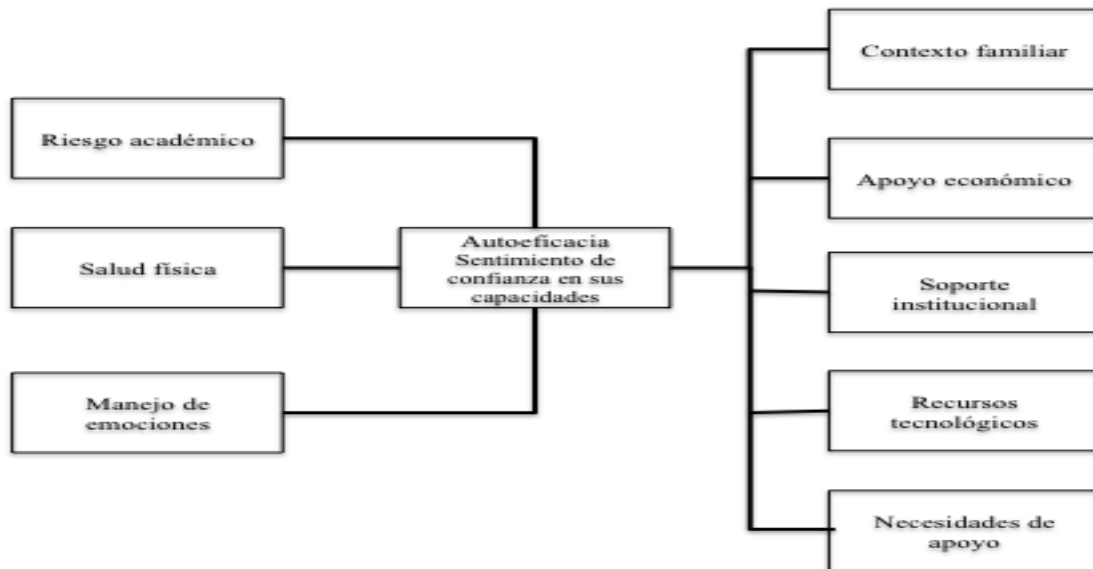 Riesgo académico
Salud física
Manejo de
emociones
Autoeficacia
Sentimiento de
confianza en sus
capacidades
Contexto familiar
Apoyo económico
Soporte
institucional
Recursos
tecnológicos
Necesidades de
apoyo